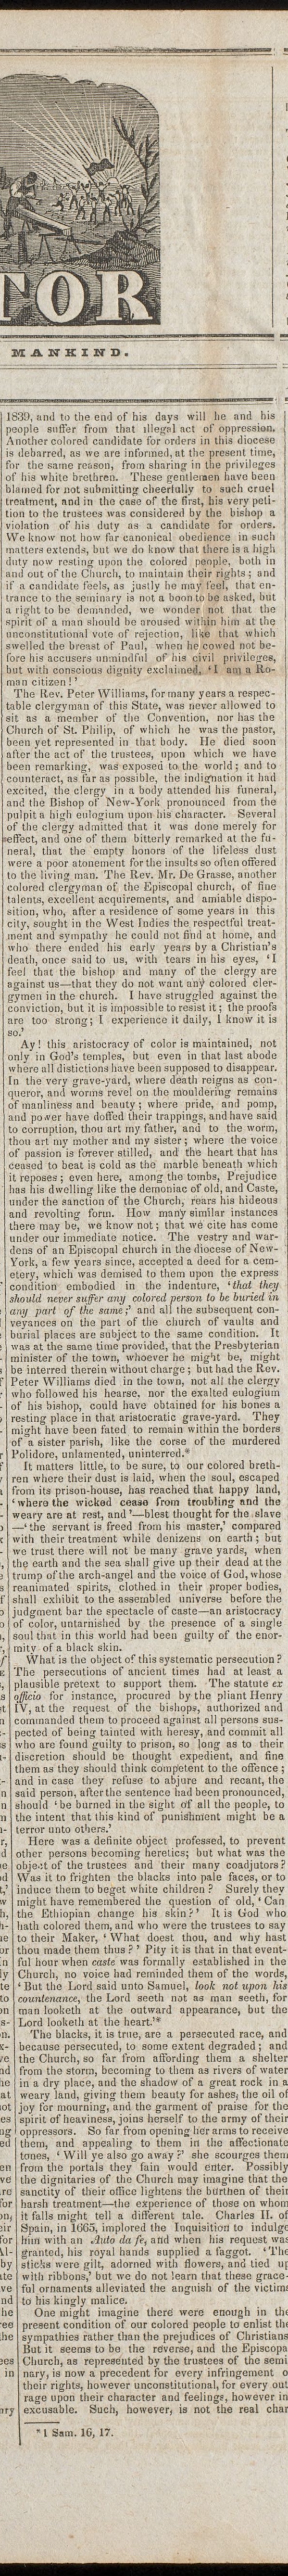 TOR
MANKIND.
1839, and to the end of his days will he and his
people suffer from that illegal act of oppression.
Another colored candidate for orders in this diocese
is debarred, as we are informed, at the present time,
for the same reason, from sharing in the privileges
of his white brethren. These gentlemen have been
blamed for not submitting cheerfully to such cruel
treatment, and in the case of the first, his very peti-
tion to the trustees was considered by the bishop a
violation of his duty as a candidate for orders.
We know not how far canonical obedience in such
matters extends, but we do know that there is a high
duty now resting upon the colored people, both in
and out of the Church, to maintain their rights; and
if a candidate feels, as justly he may feel, that en-
trance to the seminary is not a boon to be asked, but
a right to be demanded, we wonder not that the
spirit of a man should be aroused within him at the
unconstitutional vote of rejection, like that which
swelled the breast of Paul, when he cowed not be-
fore his accusers unmindful of his civil privileges,
but with conscious dignity exclaimed, 'I am a Ro-
man citizen!'
The Rev. Peter Williams, for many years a respec-
table clergyman of this State, was never allowed to
sit as a member of the Convention, nor has the
Church of St. Philip, of which he was the pastor,
been yet represented in that body. He died soon
after the act of the trustees, upon which we have
been remarking, was exposed to the world; and to
counteract, as far as possible, the indignation it had
excited, the clergy in a body attended his funeral,
and the Bishop of New-York pronounced from the
pulpit a high eulogium upon his character. Several
of the clergy admitted that it was done merely for
effect, and one of them bitterly remarked at the fu-
neral, that the empty honors of the lifeless dust
were a poor atonement for the insults so often offered
to the living man. The Rev. Mr. De Grasse, another
colored clergyman of the Episcopal church, of fine
talents, excellent acquirements, and amiable dispo-
sition, who, after a residence of some years in this
city, sought in the West Indies the respectful treat-
ment and sympathy he could not find at home, and
who there ended his early years by a Christian's
death, once said to us, with tears in his eyes, 'I
feel that the bishop and many of the clergy are
against us—that they do not want any colored cler-
gymen in the church. I have struggled against the
conviction, but it is impossible to resist it; the proofs
are too strong; I experience it daily, I know it is
so.'
Ay! this aristocracy of color is maintained, not
only in God's temples, but even in that last abode
where all distictions have been supposed to disappear.
In the very grave-yard, where death reigns as con-
queror, and worms revel on the mouldering remains
of manliness and beauty; where pride, and pomp,
and power have doffed their trappings, and have said
to corruption, thou art my father, and to the worm,
thou art my mother and my sister; where the voice
of passion is forever stilled, and the heart that has
ceased to beat is cold as the marble beneath which
it reposes; even here, among the tombs, Prejudice
has his dwelling like the demoniac of old, and Caste,
under the sanction of the Church, rears its hideous
and revolting form. How many similar instances
there may be, we know not; that we cite has come
under our immediate notice. The vestry and war-
dens of an Episcopal church in the diocese of New-
York, a few years since, accepted a deed for a cem-
etery, which was demised to them upon the express
condition embodied in the indenture, 'that they
should never suffer any colored person to be buried in
any part of the same;' and all the subsequent con-
veyances on the part of the church of vaults and
burial places are subject to the same condition. It
was at the same time provided, that the Presbyterian
minister of the town, whoever he might be, might
be interred therein without charge; but had the Rev.
Peter Williams died in the town, not all the clergy
who followed his hearse, nor the exalted eulogium
of his bishop, could have obtained for his bones a
resting place in that aristocratic grave-yard. They
might have been fated to remain within the borders
of a sister parish, like the corse of the murdered
Polidore, unlamented, uninterred.*
It matters little, to be sure, to our colored breth-
ren where their dust is laid, when the soul, escaped
from its prison-house, has reached that happy land,
'where the wicked cease from troubling and the
weary are at rest, and'—blest thought for the slave
—'the servant is freed from his master,' compared
with their treatment while denizens on earth; but
we trust there will not be many grave yards, when
the earth and the sea shall give up their dead at the
trump of the arch-angel and the voice of God, whose
reanimated spirits, clothed in their proper bodies,
shall exhibit to the assembled universe before the
judgment bar the spectacle of caste—an aristocracy
of color, untarnished by the presence of a single
soul that in this world had been guilty of the enor-
mity of a black skin.
What is the object of this systematic persecution?
The persecutions of ancient times had at least a
plausible pretext to support them. The statute ex
officio for instance, procured by the pliant Henry
IV, at the request of the bishops, authorized and
commanded them to proceed against all persons sus-
pected of being tainted with heresy, and commit all
who are found guilty to prison, so long as to their
discretion should be thought expedient, and fine
them as they should think competent to the offence;
and in case they refuse to abjure and recant, the
said person, after the sentence had been pronounced,
should 'be burned in the sight of all the people, to
the intent that this kind of punishment might be a
terror unto others.'
Here was a definite object professed, to prevent
other persons becoming heretics; but what was the
object of the trustees and their many coadjutors?
Was it to frighten the blacks into pale faces, or to
induce them to beget white children? Surely they
might have remembered the question of old, 'Can
the Ethiopian change his skin?' It is God who
hath colored them, and who were the trustees to say
to their Maker, 'What doest thou, and why hast
thou made them thus?' Pity it is that in that event-
ful hour when caste was formally established in the
Church, no voice had reminded them of the words,
'But the Lord said unto Samuel, look not upon his
countenance, the Lord seeth not as man seeth, for
man looketh at the outward appearance, but the
Lord looketh at the heart.'*
The blacks, it is true, are a persecuted race, and
because persecuted, to some extent degraded; and
the Church, so far from affording them a shelter
from the storm, becoming to them as rivers of water
in a dry place, and the shadow of a great rock in a
weary land, giving them beauty for ashes, the oil of
joy for mourning, and the garment of praise for the
spirit of heaviness, joins herself to the army of their
oppressors. So far from opening her arms to receive
them, and appealing to them in the affectionate
tones, 'Will ye also go away?' she scourges them
from the portals they fain would enter. Possibly
the dignitaries of the Church may imagine that the
sanctity of their office lightens the burthen of their
harsh treatment—the experience of those on whom
it falls might tell a different tale. Charles II. of
Spain, in 1665, implored the Inquisition to indulge
him with an Auto da fe, and when his request was
granted, his royal hands supplied a faggot. 'The
sticks were gilt, adorned with flowers, and tied up
with ribbons,' but we do not learn that these grace-
ful ornaments alleviated the anguish of the victims
to his kingly malice.
One might imagine there were enough in the
present condition of our colored people to enlist the
sympathies rather than the prejudices of Christians
But it seems to be the reverse, and the Episcopa
Church, as represented by the trustees of the semi
nary, is now a precedent for every infringement o
their rights, however unconstitutional, for every out
rage upon their character and feelings, however in
excusable. Such, however, is not the real char
*1 Sam. 16, 17.